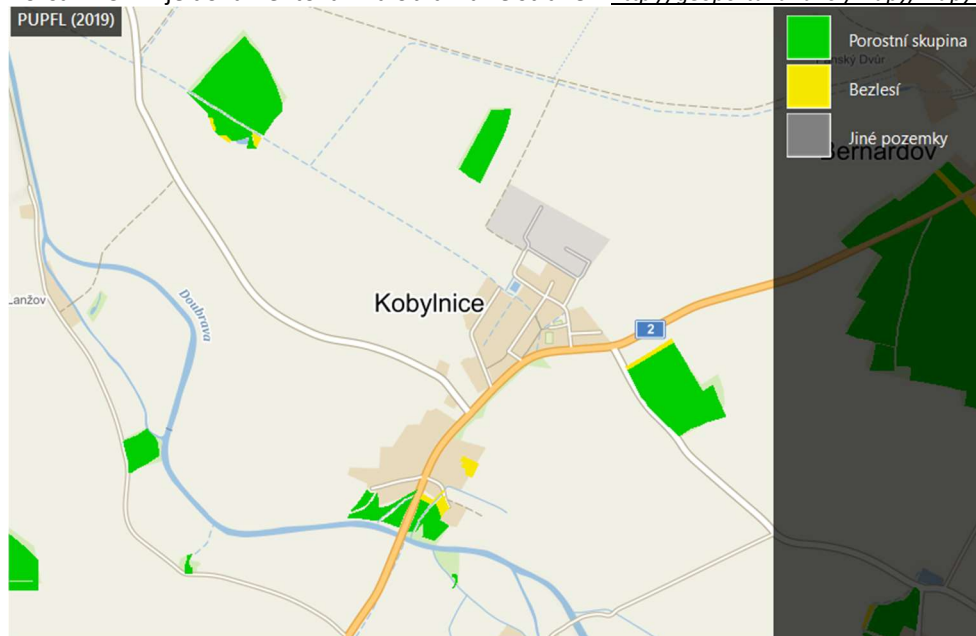 PUPFL (2019)
Porostní skupina
Bezlesí
Jiné pozemky
Bernardov
Lanžov
Doubrava
Kobylnice
2